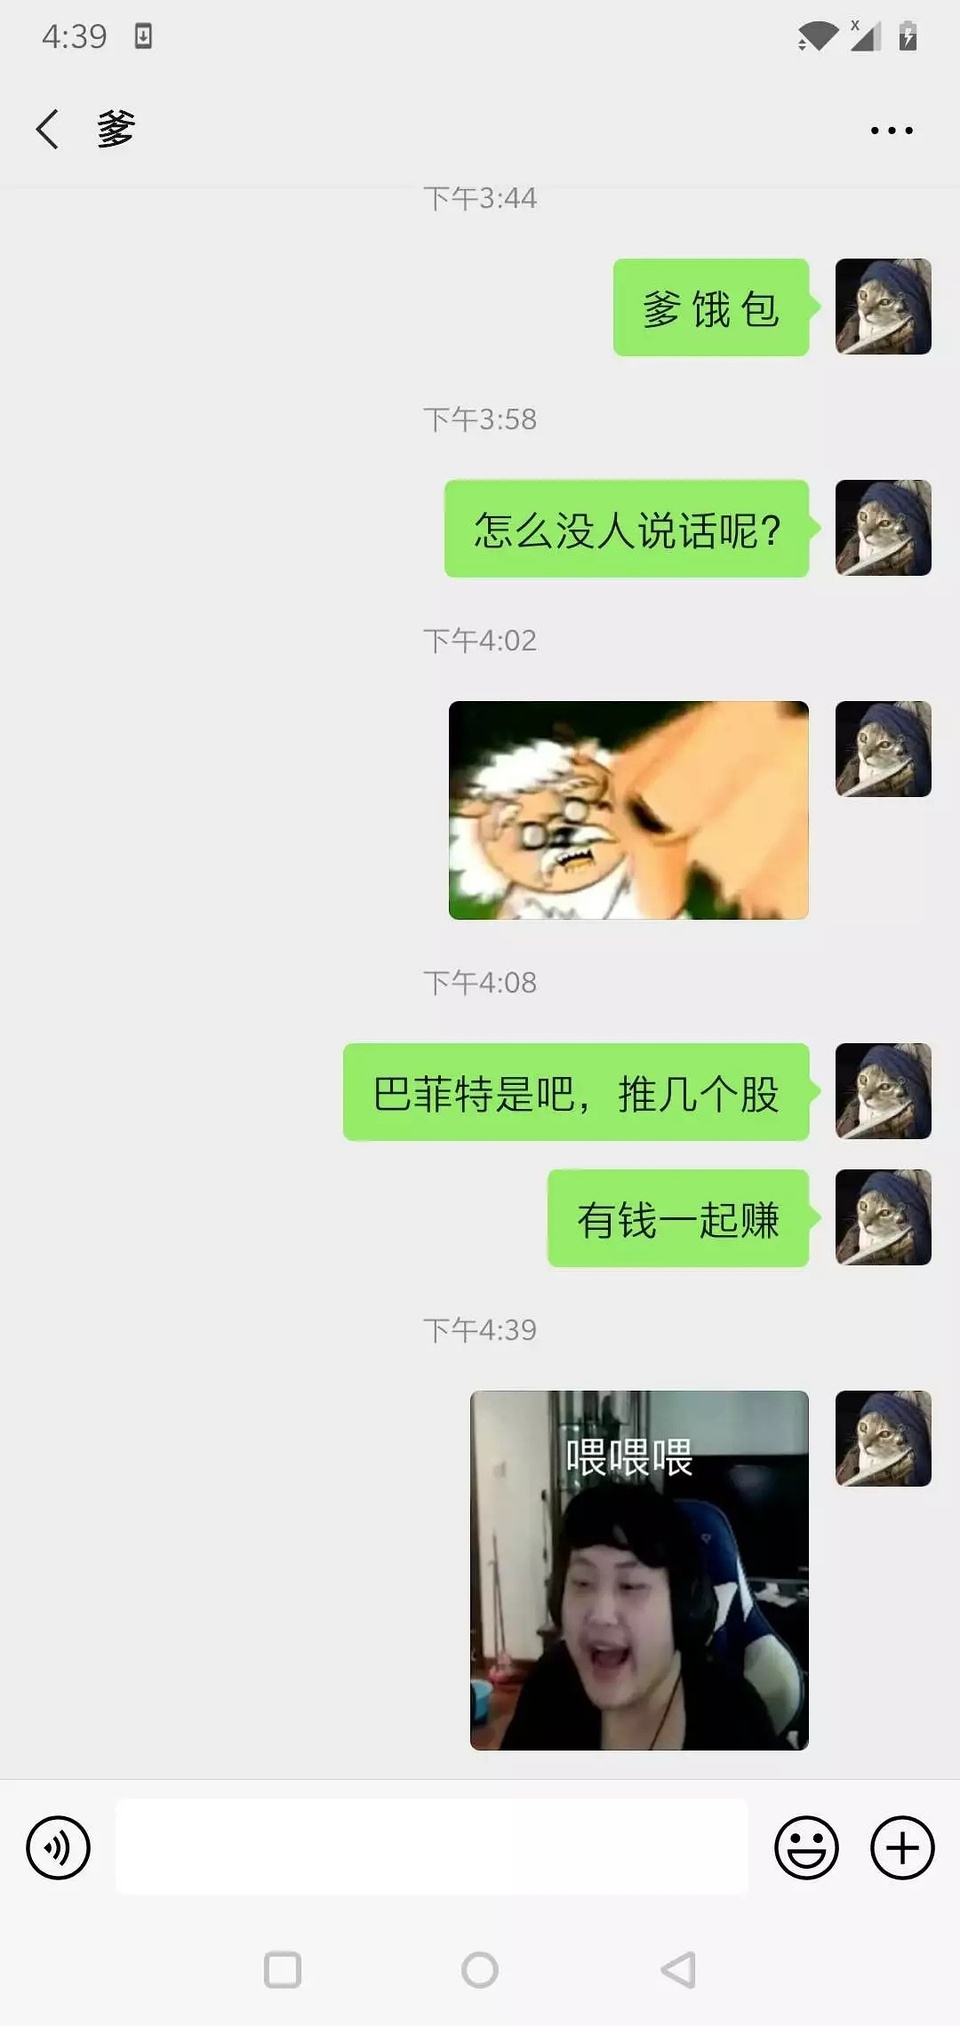 4:39
爹
下午3:44
爹 饿 包
下午3:58
怎么没人说话呢?
下午4:02
下午4:08
巴菲特是吧，推几个股
有钱一起赚
下午4:39
喂喂喂